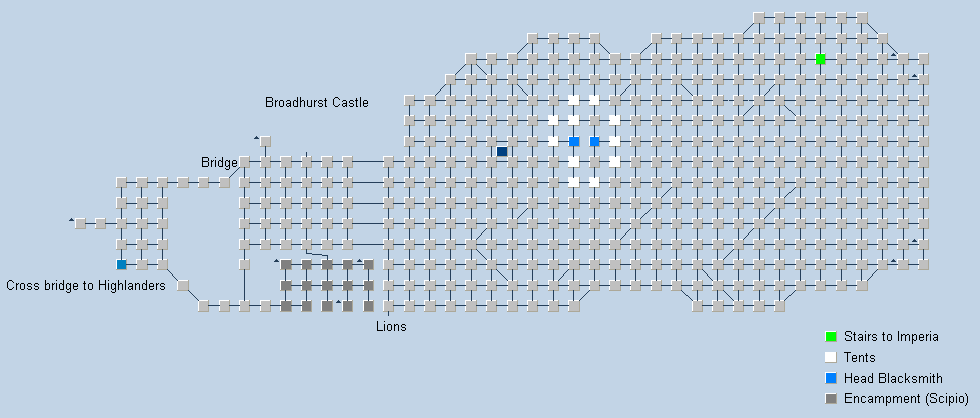 Broadhurst Castle
Bridge
Cross bridge to Highlanders
Lions
Stairs to Imperia
Tents
Head Blacksmith
Encampment (Scipio)